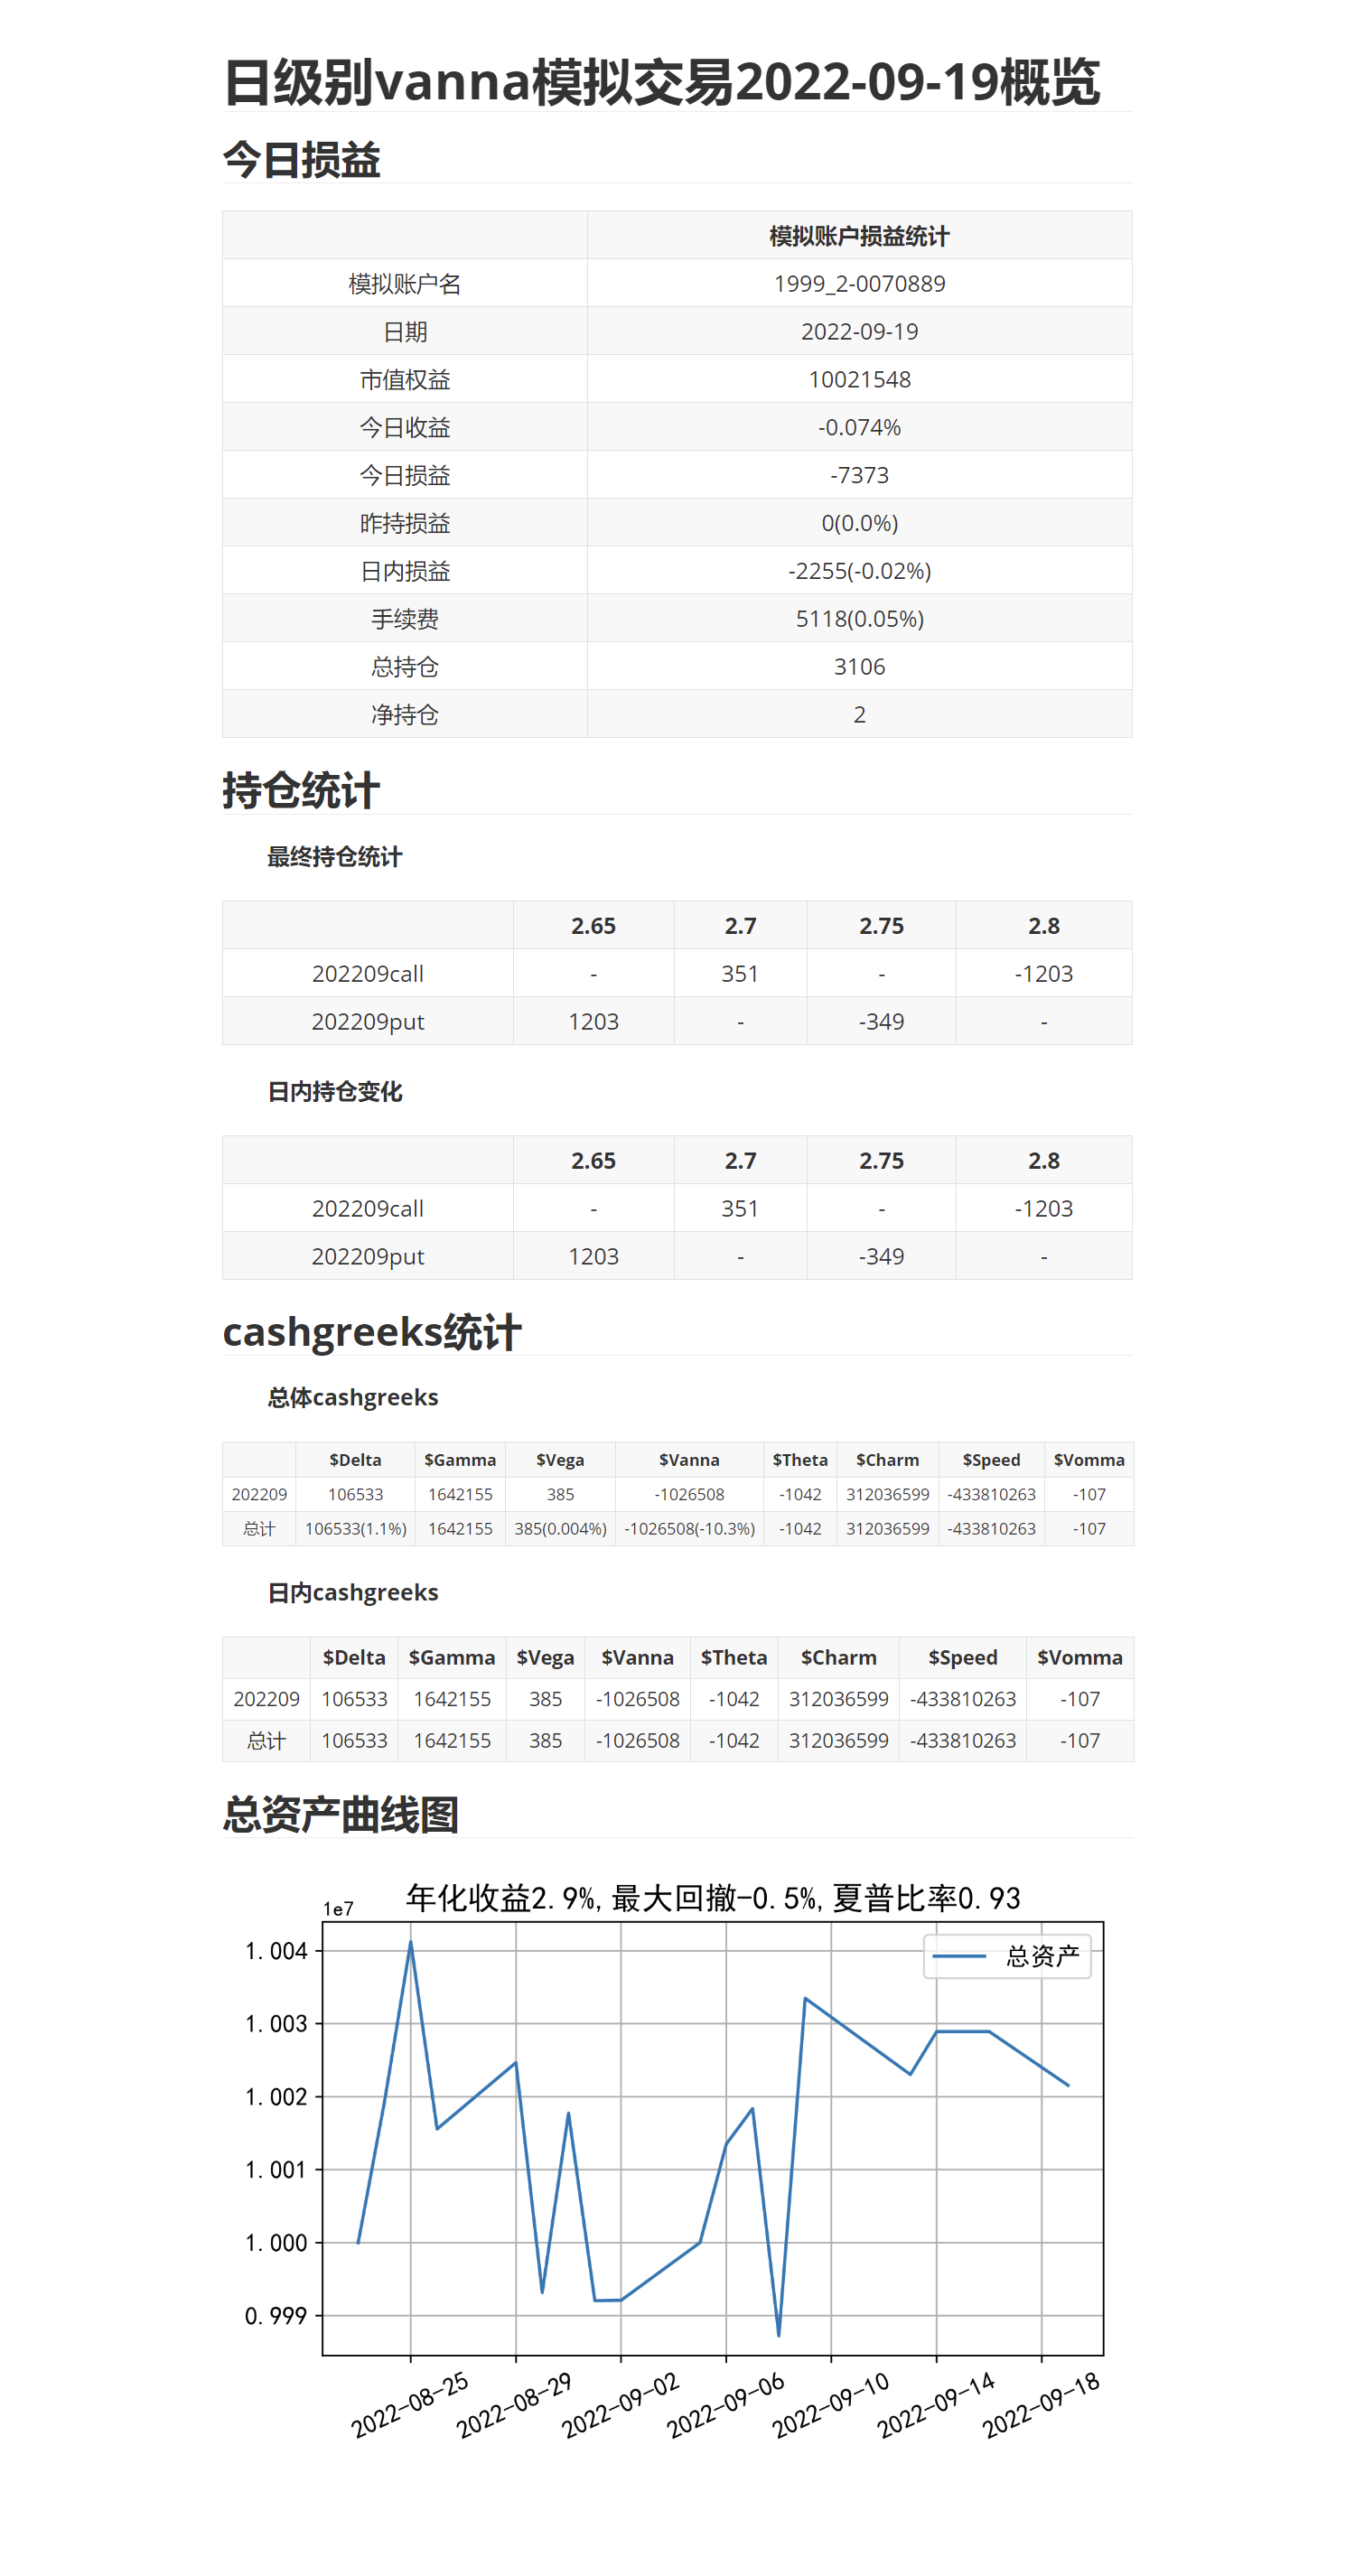 日级别vanna模拟交易2022-09-19概览
今日损益
模拟账户损益统计
模拟账户名 1999_2-0070889
日期 2022-09-19
市值权益 10021548
今日收益 -0.074%
今日损益 -7373
昨持损益 0(0.0%)
日内损益 -2255(-0.02%)
手续费 5118(0.05%)
总持仓 3106
净持仓 2
持仓统计
最终持仓统计
2.65 2.7 2.75 2.8
202209call - 351 - -1203
202209put 1203 - -349 -
日内持仓变化
2.65 2.7 2.75 2.8
202209call - 351 - -1203
202209put 1203 - -349 -
cashgreeks统计
总体cashgreeks
$Delta $Gamma $Vega $Vanna $Theta $Charm $Speed $Vomma
202209 106533 1642155 385 -1026508 -1042 312036599 -433810263 -107
总计 106533(1.1%) 1642155 385(0.004%) -1026508(-10.3%) -1042 312036599 -433810263 -107
日内cashgreeks
$Delta $Gamma $Vega $Vanna $Theta $Charm $Speed $Vomma
202209 106533 1642155 385 -1026508 -1042 312036599 -433810263 -107
总计 106533 1642155 385 -1026508 -1042 312036599 -433810263 -107
总资产曲线图
年化收益2.9%,最大回撤-0.5%,夏普比率0.93
1e7
总资产
1.004
1.003
1.002
1.001
1.000
0.999
2022-08-25 2022-08-29 2022-09-02 2022-09-06 2022-09-10 2022-09-14 2022-09-18